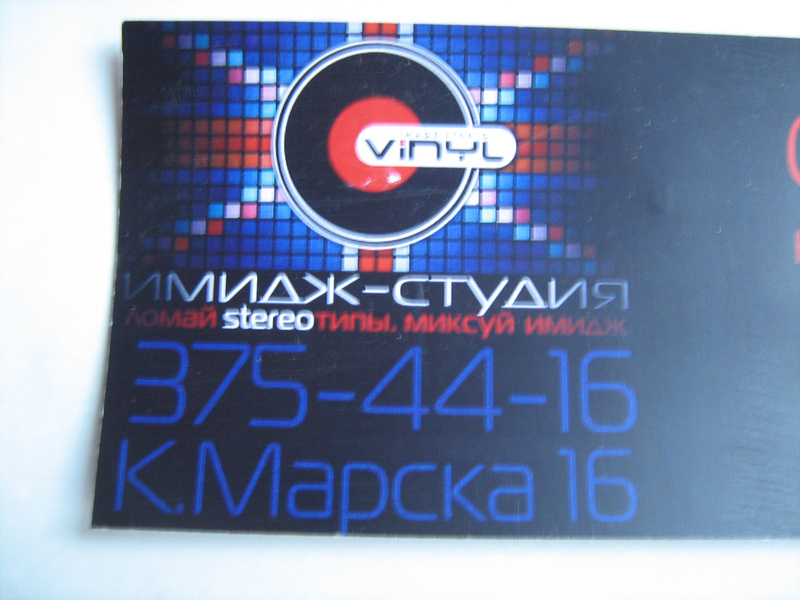 ViNYL
ИМИДЖ-СТУДИЯ
ломай stereoтипы. миксуй имидж
375-44-16
К.Марска 16